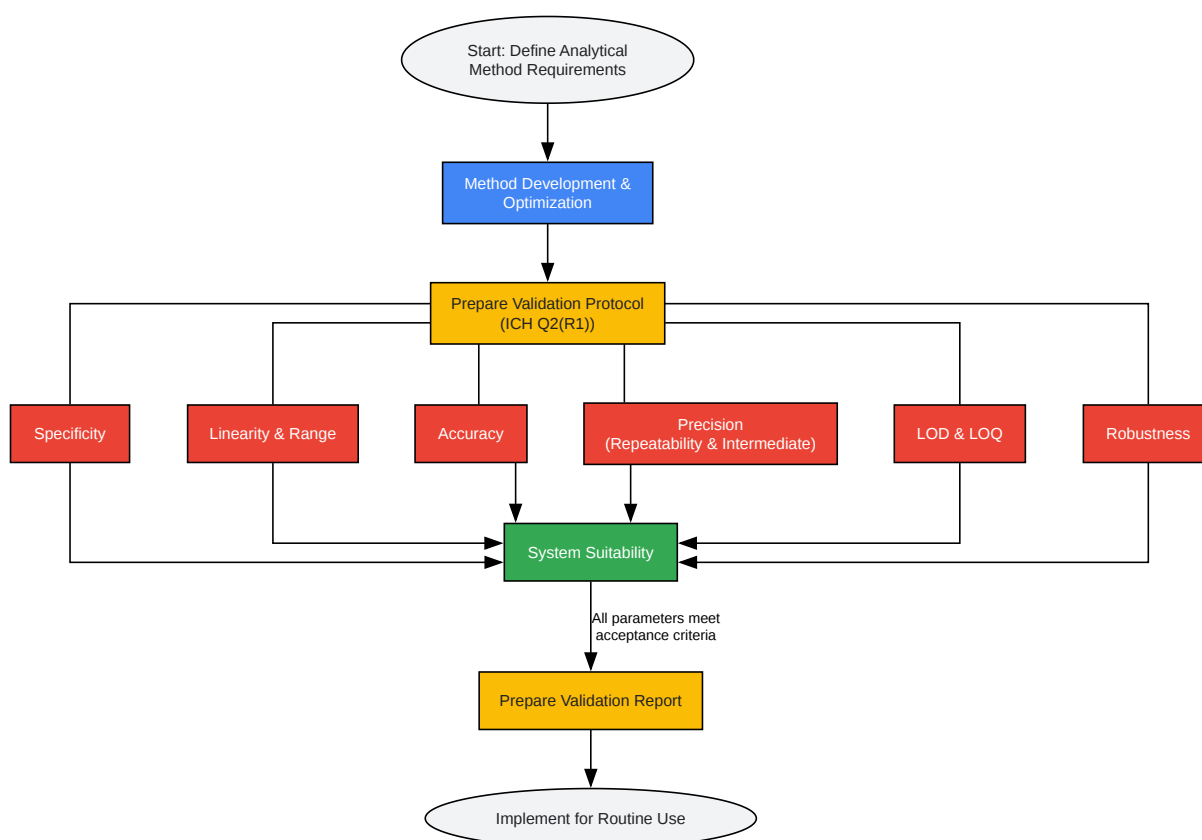 Start: Define Analytical
Method Requirements
Method Development &
Optimization
Prepare Validation Protocol
(ICH Q2(R1))
Specificity
Linearity & Range
Accuracy
Precision
(Repeatability & Intermediate)
LOD & LOQ
Robustness
System Suitability
All parameters meet
acceptance criteria
Prepare Validation Report
Implement for Routine Use